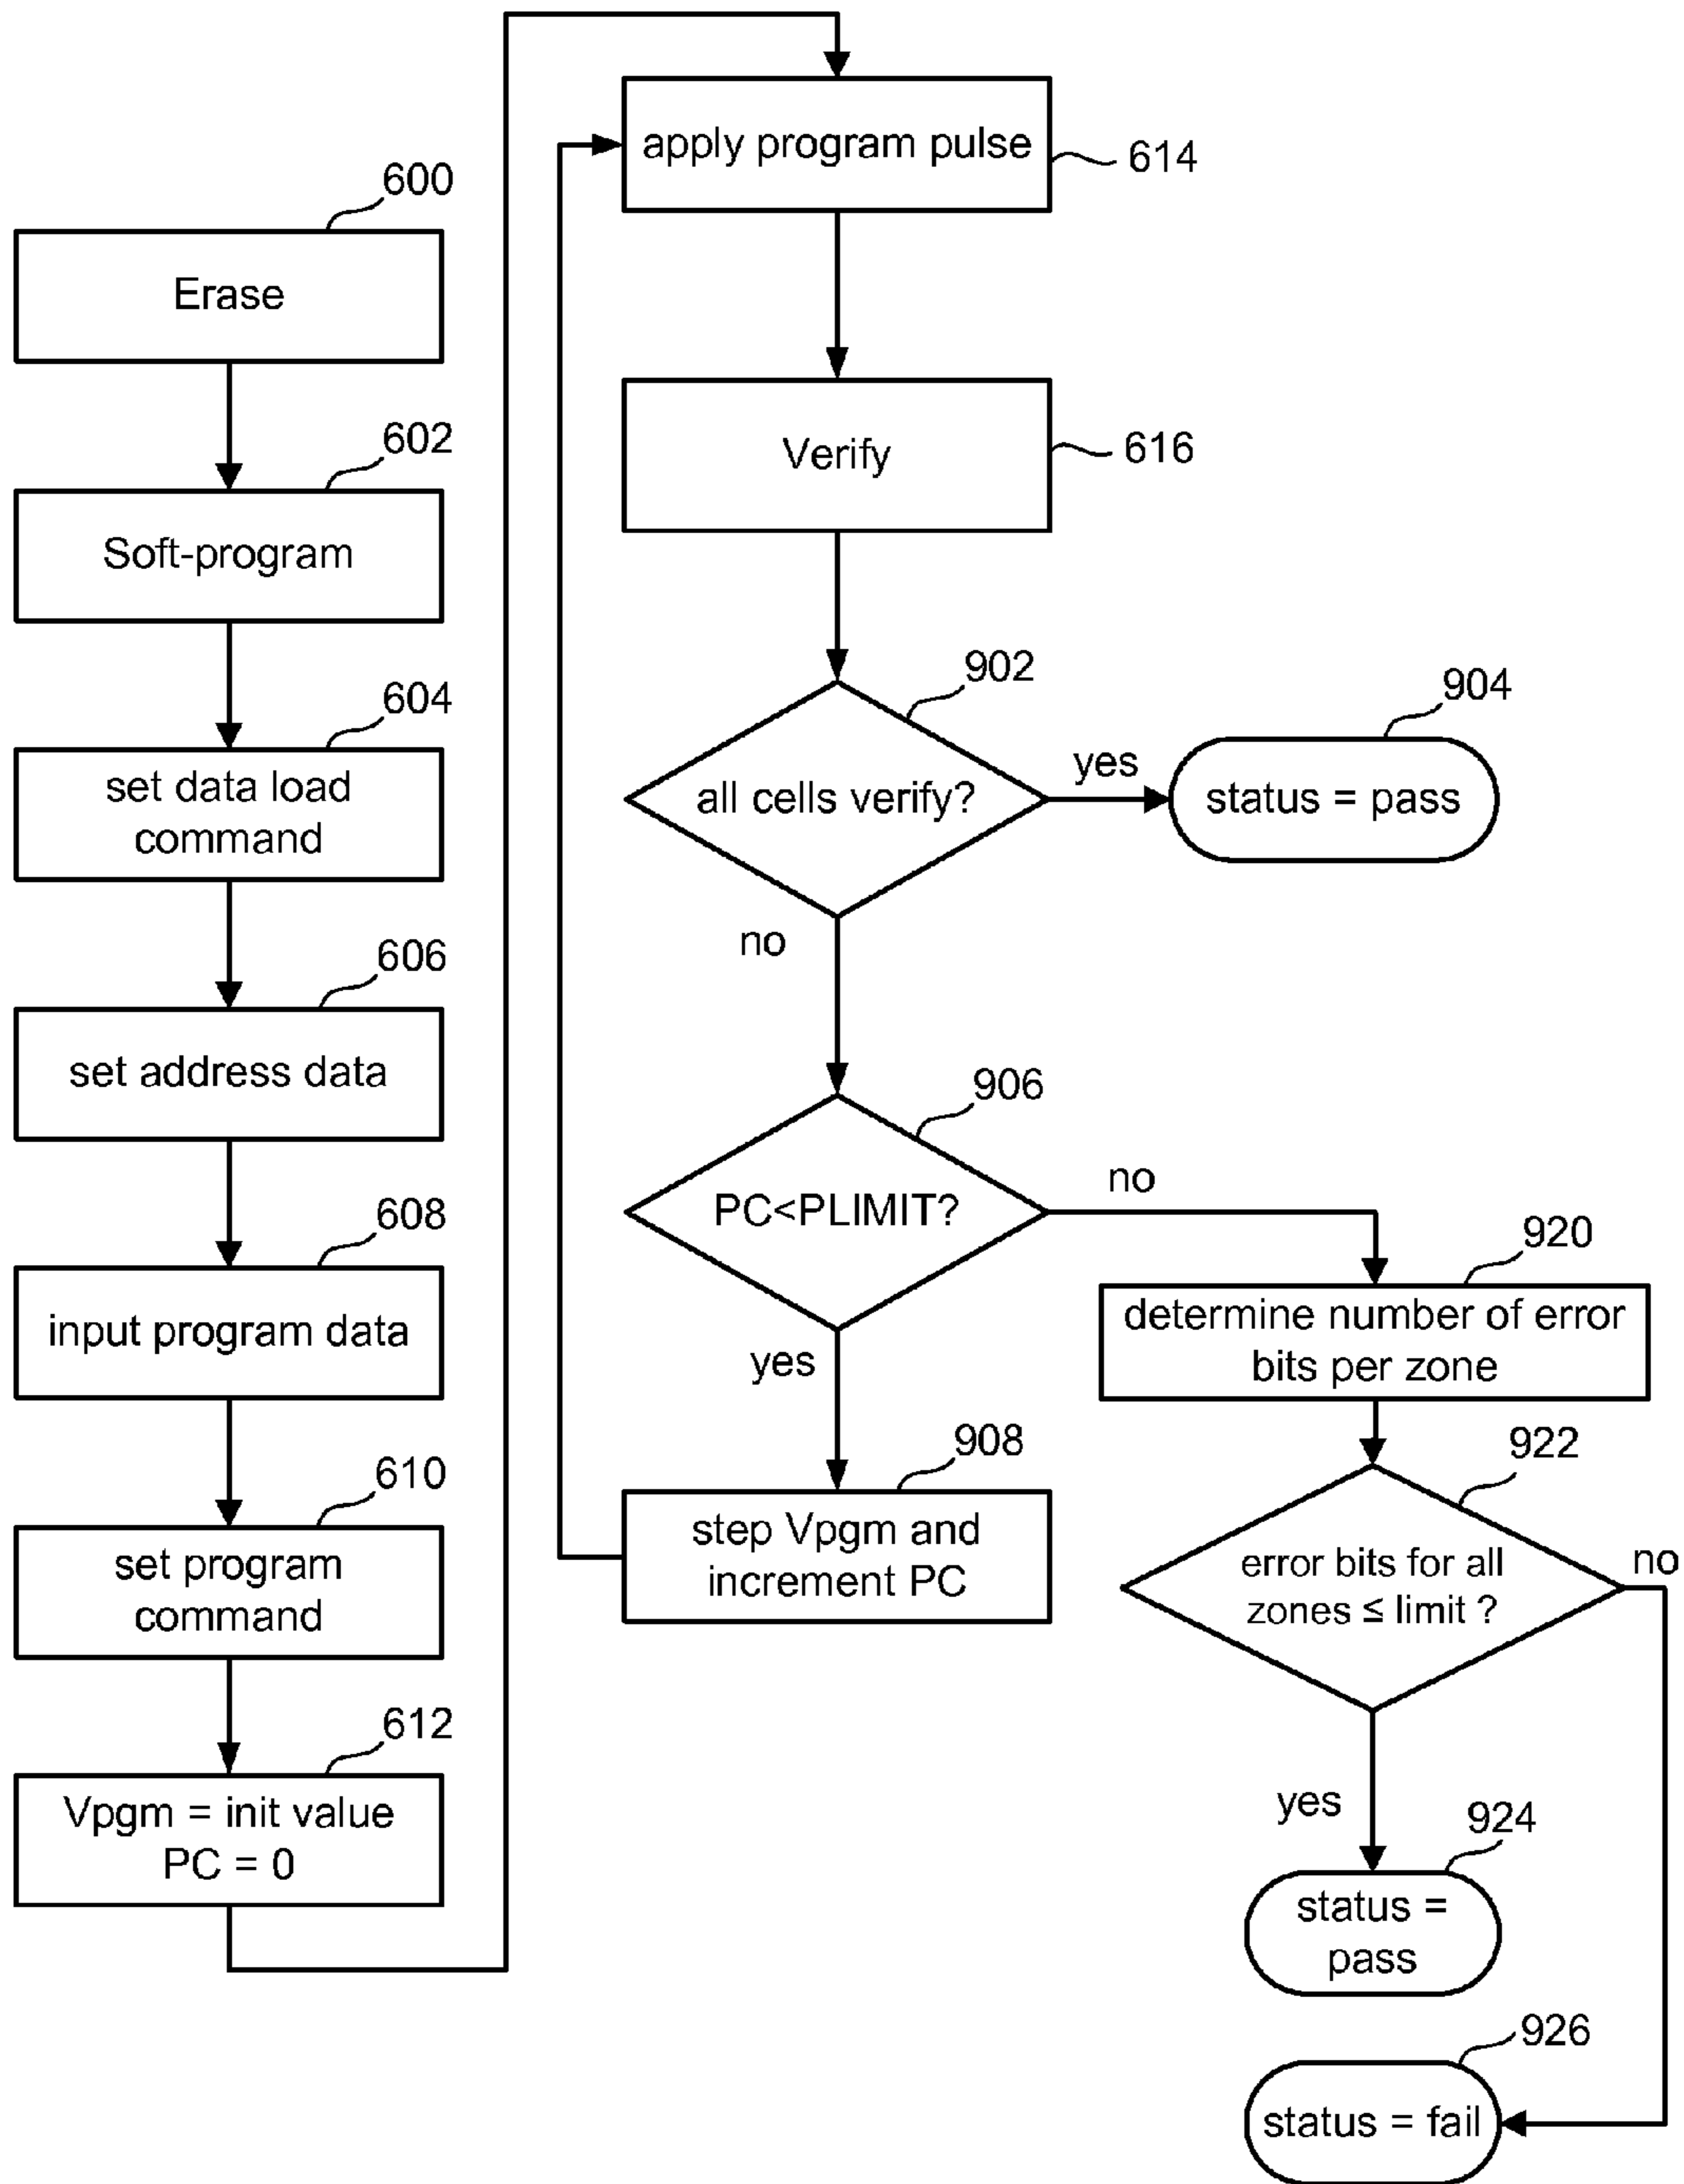 600
Erase
602
Soft-program
604
set data load
command
606
set address data
608
input program data
610
set program
command
612
Vpgm = init value
PC = 0
apply program pulse
614
Verify
616
902
all cells verify?
yes
904
status = pass
no
906
PC<PLIMIT?
no
yes
908
step Vpgm and
increment PC
920
determine number of error
bits per zone
922
error bits for all
zones ≤ limit ?
no
yes
924
status =
pass
926
status = fail